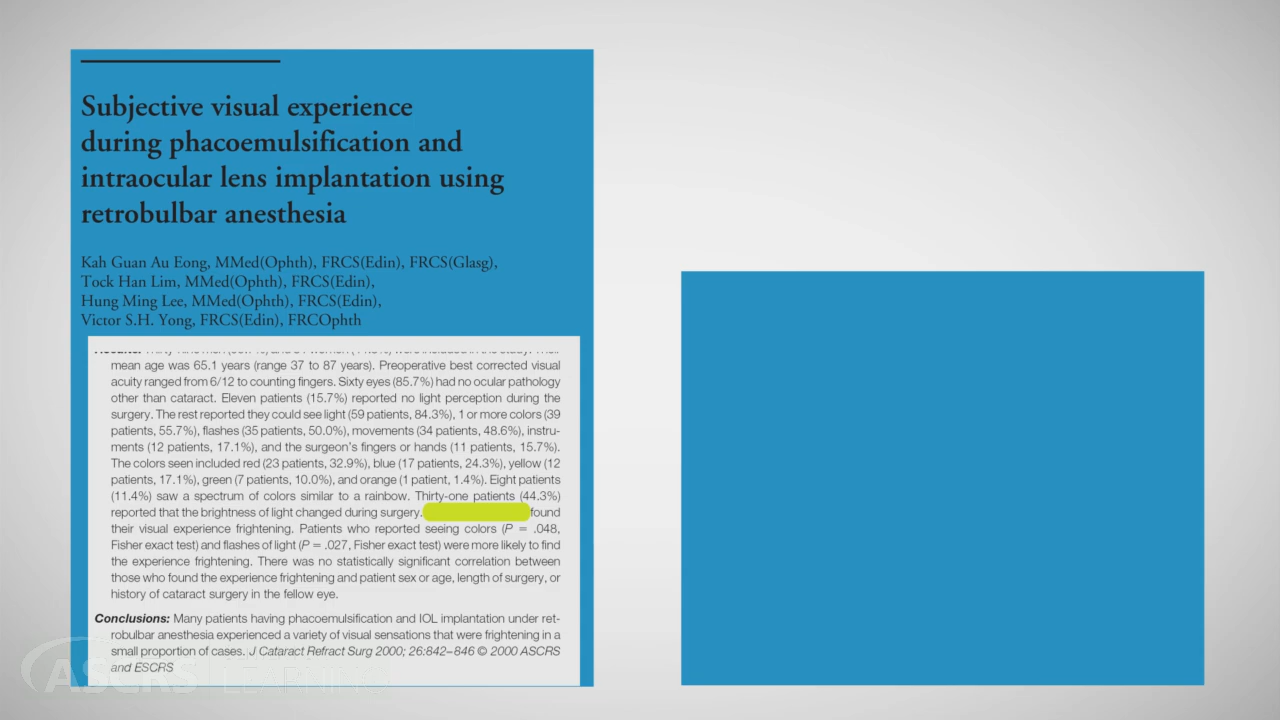 Subjective visual experience
during phacoemulsification and
intraocular lens implantation using
retrobulbar anesthesia
Kah Guan Au Eong, MMed(Ophth), FRCS(Edin), FRCS(Glasg),
Tock Han Lim, MMed(Ophth), FRCS(Edin),
Hung Ming Lee, MMed(Ophth), FRCS(Edin),
Victor S.H. Yong, FRCS(Edin), FRCOphth
mean age was 65.1 years (range 37 to 87 years). Preoperative best corrected visual
acuity ranged from 6/12 to counting fingers. Sixty eyes (85.7%) had no ocular pathology
other than cataract. Eleven patients (15.7%) reported no light perception during the
surgery. The rest reported they could see light (59 patients, 84.3%), 1 or more colors (39
patients, 55.7%), flashes (35 patients, 50.0%), movements (34 patients, 48.6%), instru-
ments (12 patients, 17.1%), and the surgeon's fingers or hands (11 patients, 15.7%).
The colors seen included red (23 patients, 32.9%), blue (17 patients, 24.3%), yellow (12
patients, 17.1%), green (7 patients, 10.0%), and orange (1 patient, 1.4%). Eight patients
(11.4%) saw a spectrum of colors similar to a rainbow. Thirty-one patients (44.3%)
reported that the brightness of light changed during surgery. found
their visual experience frightening. Patients who reported seeing colors (P = .048,
Fisher exact test) and flashes of light (P = .027, Fisher exact test) were more likely to find
the experience frightening. There was no statistically significant correlation between
those who found the experience frightening and patient sex or age, length of surgery, or
history of cataract surgery in the fellow eye.
Conclusions: Many patients having phacoemulsification and IOL implantation under ret-
robulbar anesthesia experienced a variety of visual sensations that were frightening in a
small proportion of cases. J Cataract Refract Surg 2000; 26:842–846 © 2000 ASCRS
and ESCRS
ASCRS LEARNING